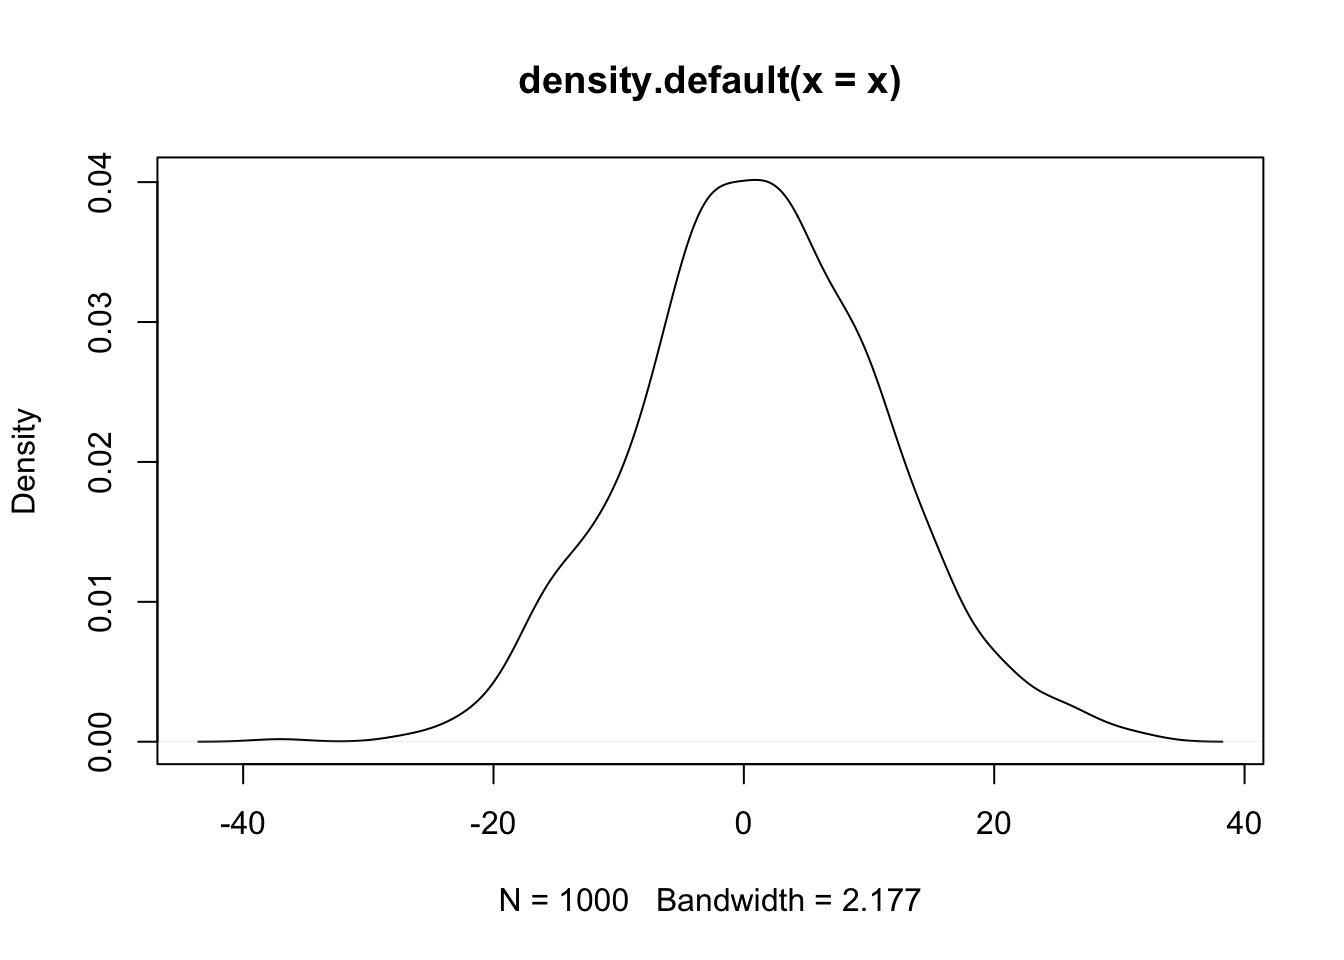 density.default(x = x)
Density
0.04
0.03
0.02
0.01
0.00
-40 -20 0 20 40
N = 1000 Bandwidth = 2.177